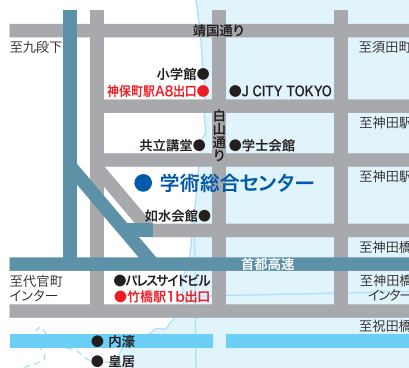 靖国通り
至九段下
至須田町
小学館
神保町駅A8出口
J CITY TOKYO
至神田駅
白山通り
共立講堂
学士会館
至神田駅
学術総合センター
如水会館
至神田橋
首都高速
至代官町
インター
パレスサイドビル
竹橋駅1b出口
至神田橋
インター
至祝田橋
内濠
皇居